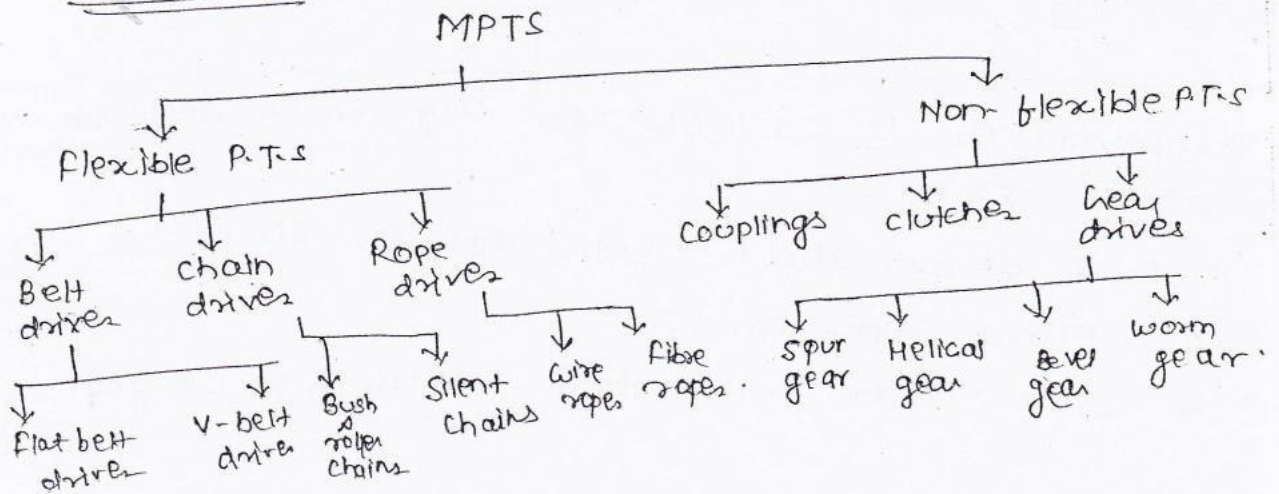 MPTS
Flexible P.T.S
Non-flexible P.T.S
Belt
drives
chain
drives
Rope
drives
Couplings
clutches
Gear
drives
Flat belt
drives
V-belt
drives
Bush
&
roller
chains
Silent
chains
wire
ropes
Fibre
ropes.
Spur
gear
Helical
gear
Bevel
gear
worm
gear.